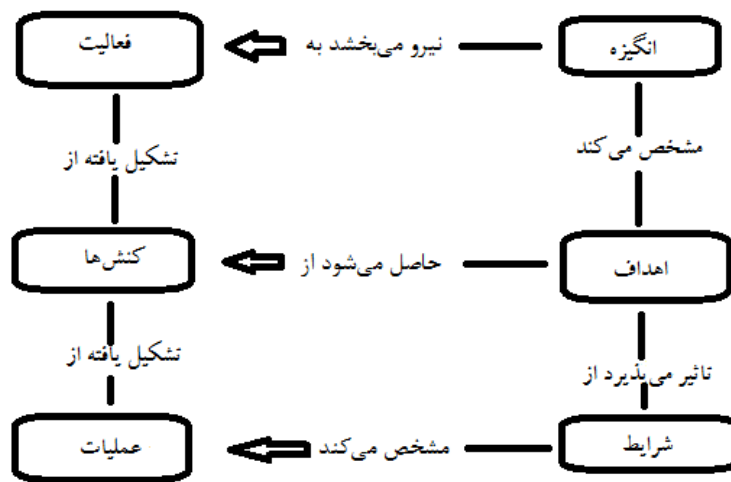 انگیزه
نیرو می‌بخشد به
فعالیت
مشخص می‌کند
تشکیل یافته از
اهداف
حاصل می‌شود از
کنش‌ها
تاثیر می‌پذیرد از
تشکیل یافته از
شرایط
مشخص می‌کند
عملیات